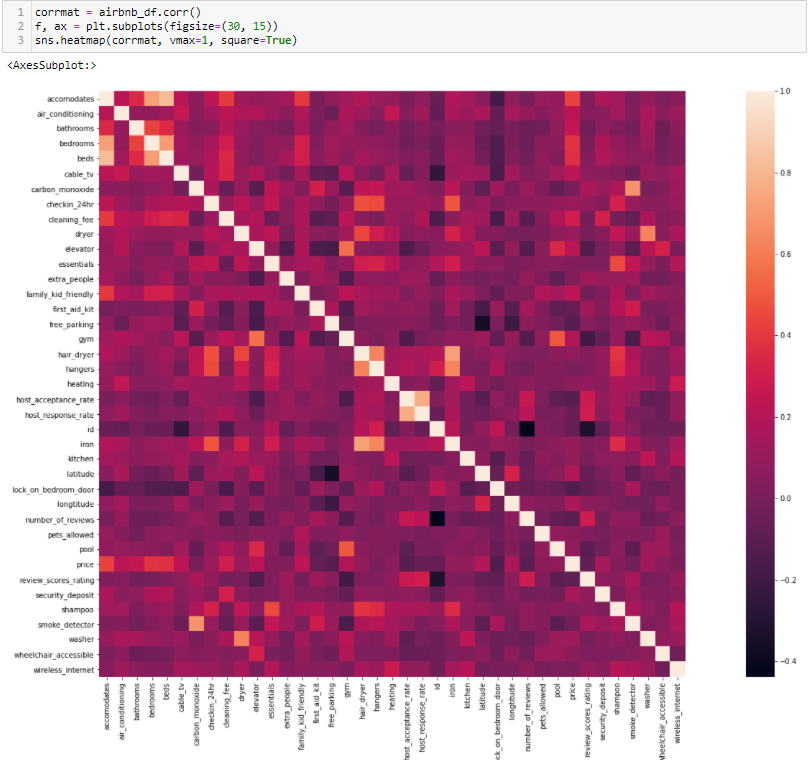 1 corrmat = airbnb_df.corr()
2 f, ax = plt.subplots(figsize=(30, 15))
3 sns.heatmap(corrmat, vmax=1, square=True)
<AxesSubplot:>
accomodates
air_conditioning
bathrooms
bedrooms
beds
cable_tv
carbon_monoxide
checkin_24hr
cleaning_fee
dryer
elevator
essentials
extra_people
family_kid_friendly
first_aid_kit
free_parking
gym
hair_dryer
hangers
heating
host_acceptance_rate
host_response_rate
id
iron
kitchen
latitude
lock_on_bedroom_door
longtitude
number_of_reviews
pets_allowed
pool
price
review_scores_rating
security_deposit
shampoo
smoke_detector
washer
wheelchair_accessible
wireless_internet
accomodates
air_conditioning
bathrooms
bedrooms
beds
cable_tv
carbon_monoxide
checkin_24hr
cleaning_fee
dryer
elevator
essentials
extra_people
family_kid_friendly
first_aid_kit
free_parking
gym
hair_dryer
hangers
heating
host_acceptance_rate
host_response_rate
id
iron
kitchen
latitude
ock_on_bedroom_door
longtitude
number_of_reviews
pets_allowed
pool
price
review_scores_rating
security_deposit
shampoo
smoke_detector
washer
wheelchair_accessible
wireless_internet
1.0
0.8
0.6
0.4
0.2
0.0
−0.2
−0.4